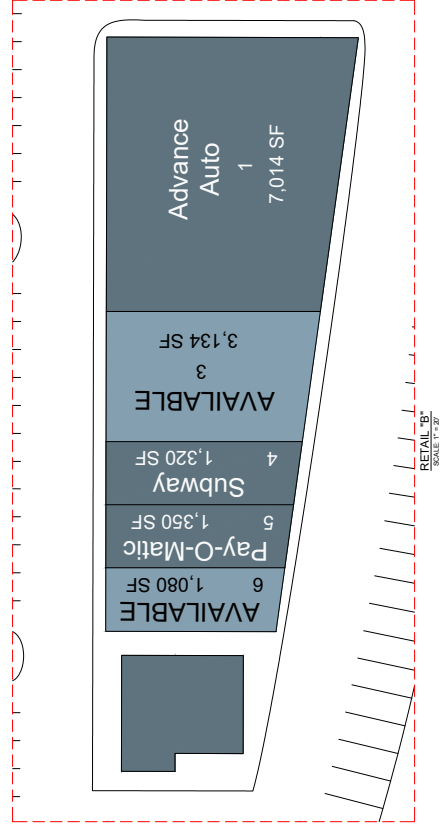 Advance
Auto
1
7,014 SF
AVAILABLE
3
3,134 SF
Subway
4 1,320 SF
Pay-O-Matic
5 1,350 SF
AVAILABLE
6 1,080 SF
RETAIL "B"
SCALE: 1" = 20'